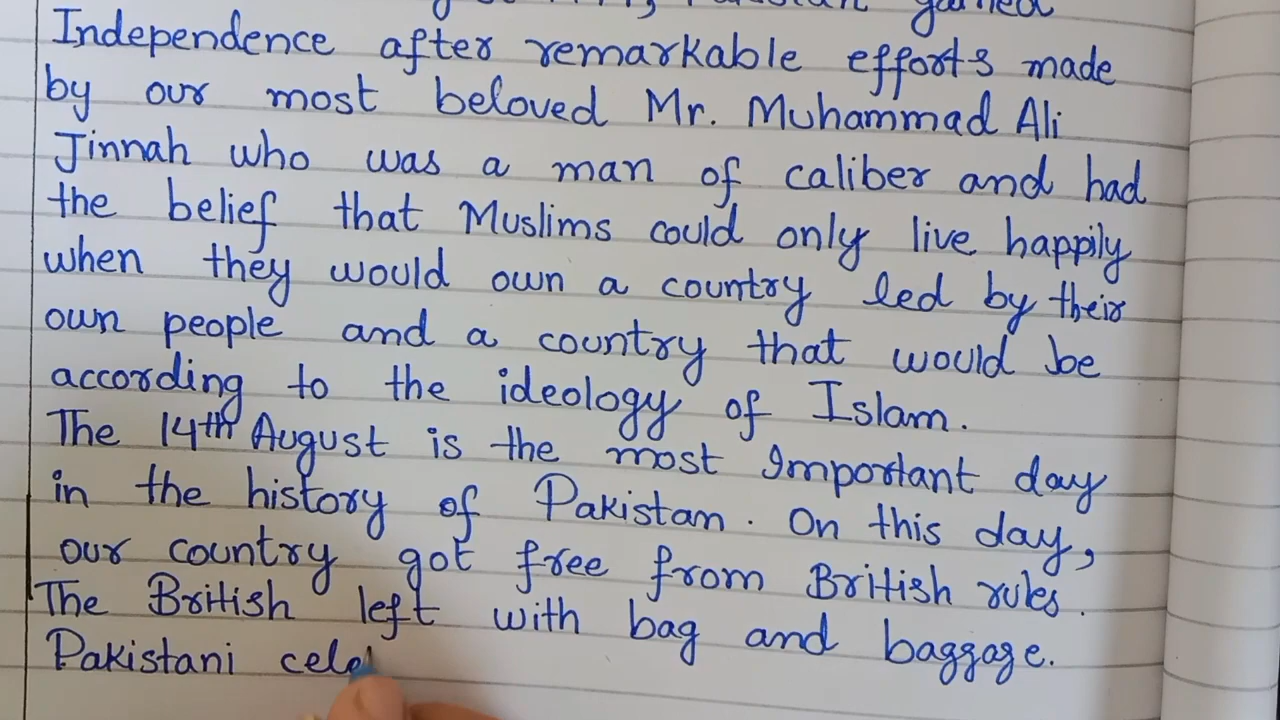 Pakistan gained
Independence after remarkable efforts made
by our most beloved Mr. Muhammad Ali
Jinnah who was a man of caliber and had
the belief that Muslims could only live happily
when they would own a country led by their
own people and a country that would be
according to the ideology of Islam.
The 14th August is the most Important day
in the history of Pakistan. On this day,
our country got free from British rules.
The British left with bag and baggage.
Pakistani